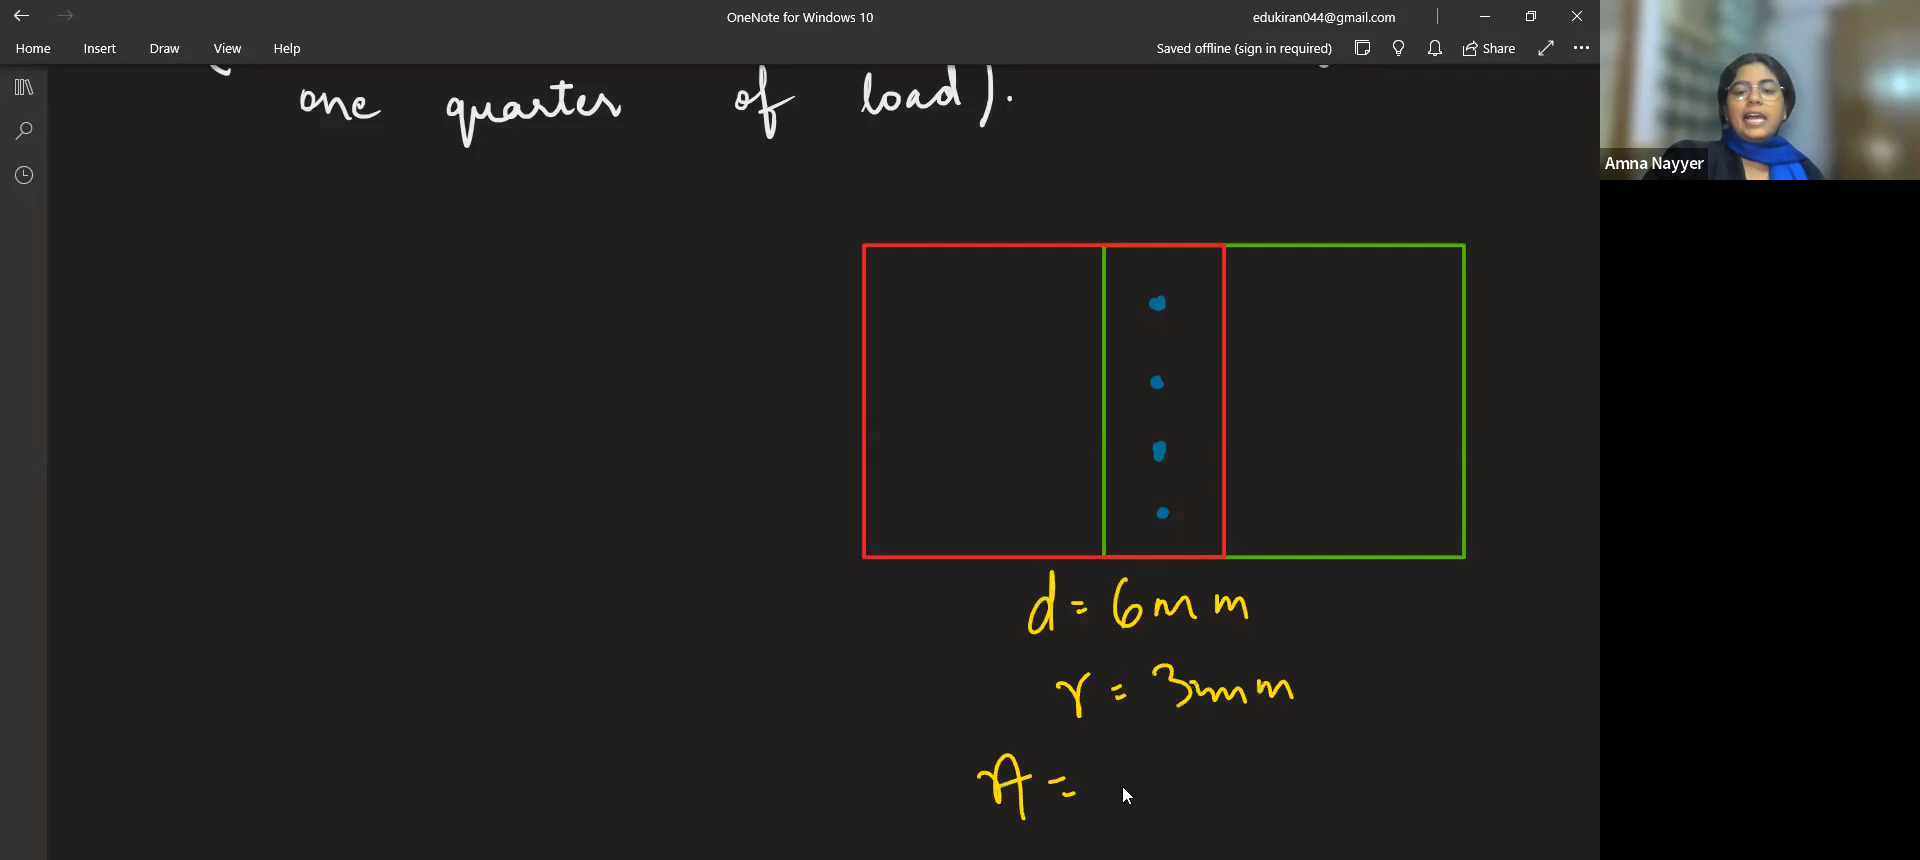 OneNote for Windows 10
edukiran044@gmail.com
Home Insert Draw View Help
Saved offline (sign in required) Share
one quarter of load).
Amna Nayyer
d = 6mm
r = 3mm
A =